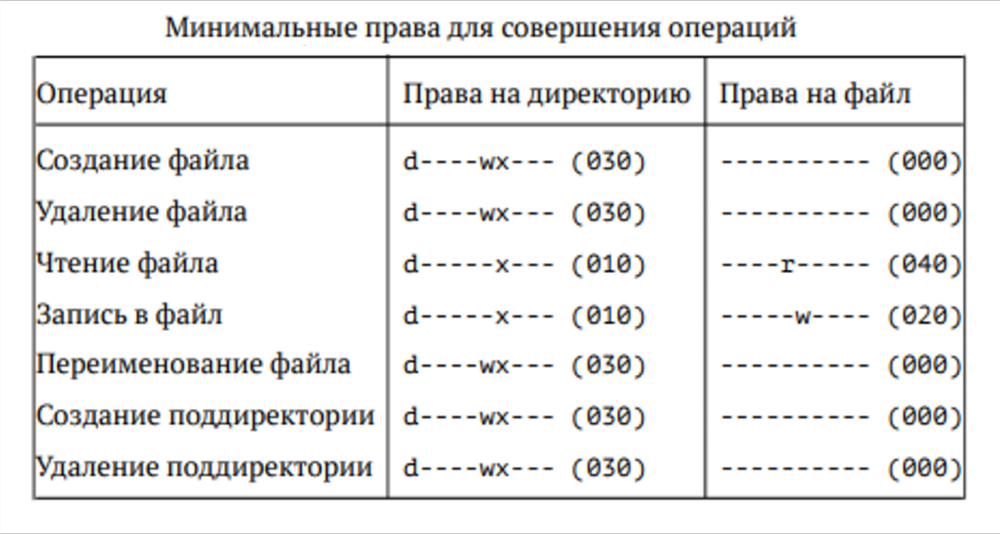 Минимальные права для совершения операций
Операция Права на директорию Права на файл
Создание файла d----wx--- (030) ---------- (000)
Удаление файла d----wx--- (030) ---------- (000)
Чтение файла d-----x--- (010) ----r----- (040)
Запись в файл d-----x--- (010) -----w---- (020)
Переименование файла d----wx--- (030) ---------- (000)
Создание поддиректории d----wx--- (030) ---------- (000)
Удаление поддиректории d----wx--- (030) ---------- (000)